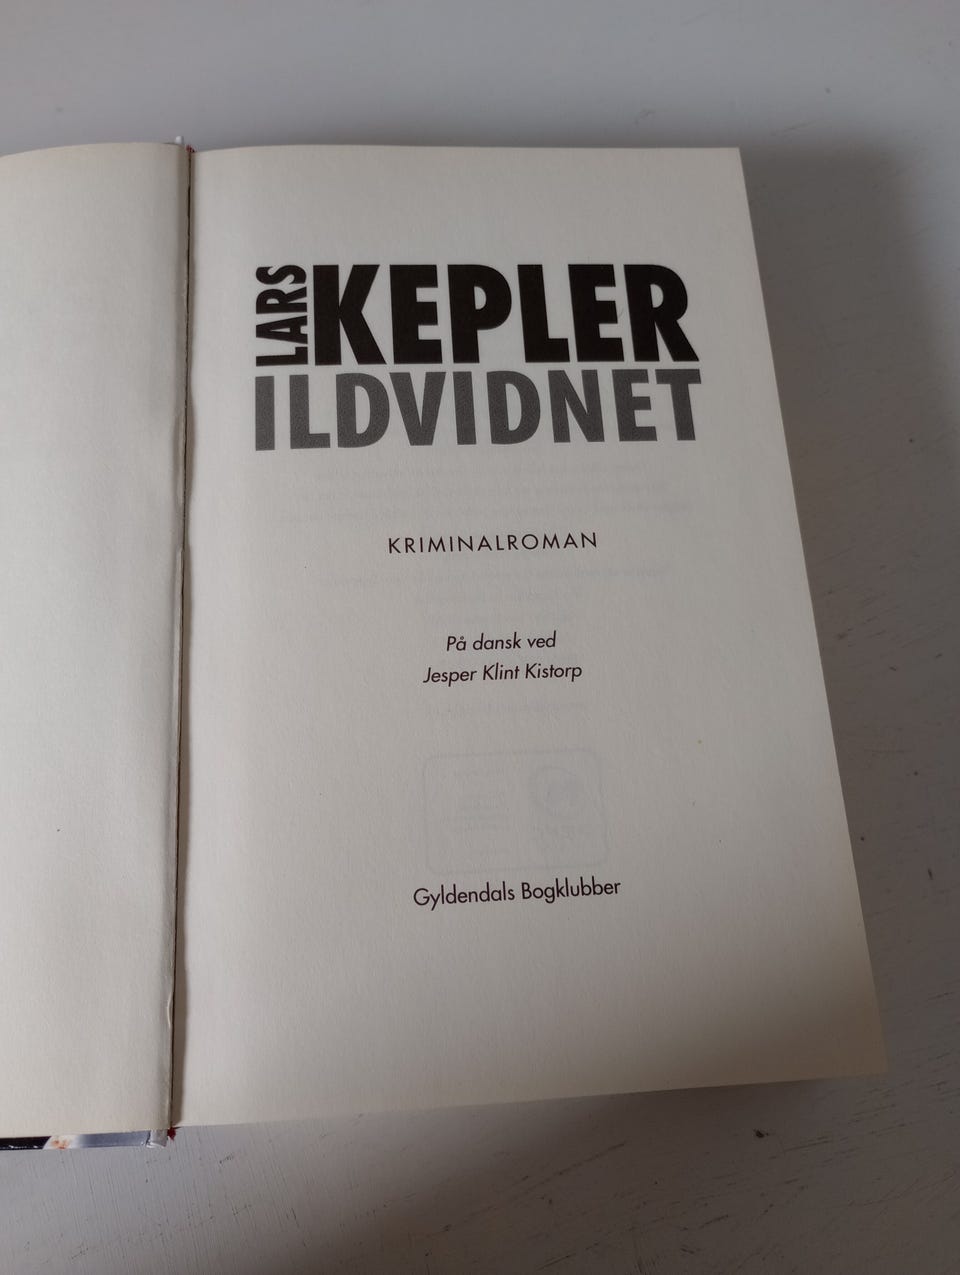 LARS KEPLER
ILDVIDNET
KRIMINALROMAN
På dansk ved
Jesper Klint Kistorp
Gyldendals Bogklubber